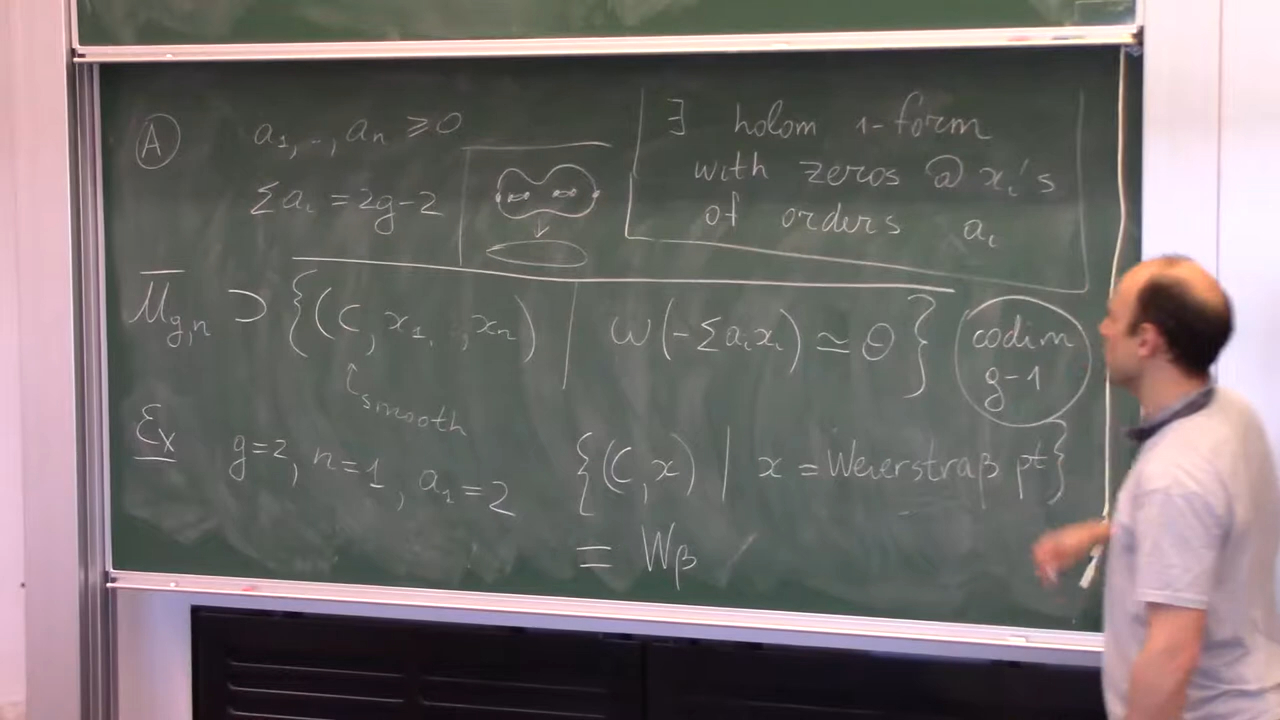 Ⓐ a₁, .., aₙ ⩾ 0
Σaᵢ = 2g-2
∃ holom 1-form
with zeros @ xᵢ's
of orders aᵢ
M̅_{g,n} ⊃ {(C, x₁, , xₙ) | ω(-Σaᵢxᵢ) ≃ O}
codim
g-1
smooth
Ex g=2, n=1, a₁=2 {(C,x) | x = Weierstraß pt}
= Wβ